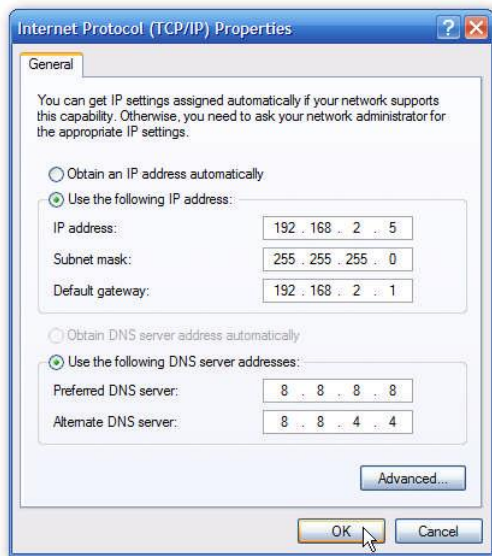 Internet Protocol (TCP/IP) Properties
General
You can get IP settings assigned automatically if your network supports
this capability. Otherwise, you need to ask your network administrator for
the appropriate IP settings.
Obtain an IP address automatically
Use the following IP address:
IP address: 192 . 168 . 2 . 5
Subnet mask: 255 . 255 . 255 . 0
Default gateway: 192 . 168 . 2 . 1
Obtain DNS server address automatically
Use the following DNS server addresses:
Preferred DNS server: 8 . 8 . 8 . 8
Alternate DNS server: 8 . 8 . 4 . 4
Advanced...
OK Cancel